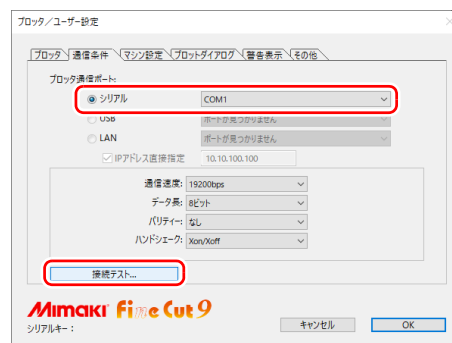 プロッタ／ユーザー設定
プロッタ 通信条件 マシン設定 プロットダイアログ 警告表示 その他
プロッタ通信ポート:
シリアル COM1
USB ポートが見つかりません
LAN ポートが見つかりません
IPアドレス直接指定 10.10.100.100
通信速度: 19200bps
データ長: 8ビット
パリティー: なし
ハンドシェーク: Xon/Xoff
接続テスト...
Mimaki Fine Cut 9
シリアルキー：
キャンセル OK